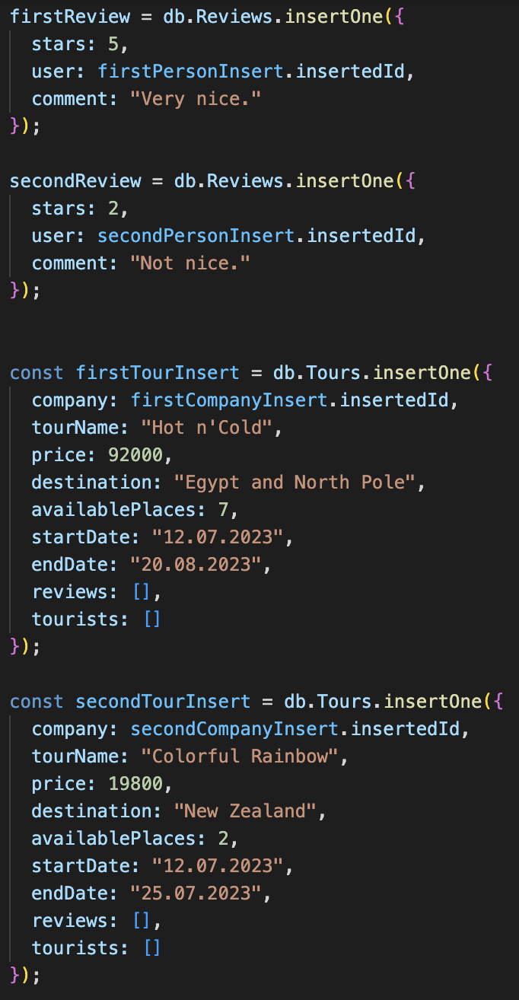 firstReview = db.Reviews.insertOne({
  stars: 5,
  user: firstPersonInsert.insertedId,
  comment: "Very nice."
});

secondReview = db.Reviews.insertOne({
  stars: 2,
  user: secondPersonInsert.insertedId,
  comment: "Not nice."
});


const firstTourInsert = db.Tours.insertOne({
  company: firstCompanyInsert.insertedId,
  tourName: "Hot n'Cold",
  price: 92000,
  destination: "Egypt and North Pole",
  availablePlaces: 7,
  startDate: "12.07.2023",
  endDate: "20.08.2023",
  reviews: [],
  tourists: []
});

const secondTourInsert = db.Tours.insertOne({
  company: secondCompanyInsert.insertedId,
  tourName: "Colorful Rainbow",
  price: 19800,
  destination: "New Zealand",
  availablePlaces: 2,
  startDate: "12.07.2023",
  endDate: "25.07.2023",
  reviews: [],
  tourists: []
});